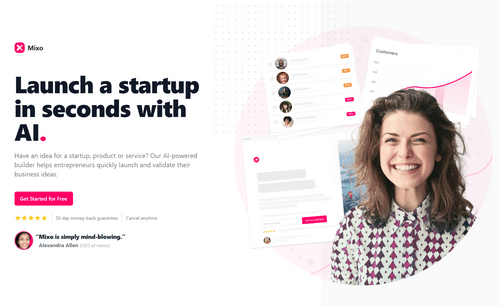 Mixo
Customers
Launch a startup
in seconds with
AI.
Have an idea for a startup, product or service? Our AI-powered
builder helps entrepreneurs quickly launch and validate their
business ideas.
Get Started for Free
30 day money-back guarantee
Cancel anytime
"Mixo is simply mind-blowing."
Alexandra Allen (CEO of